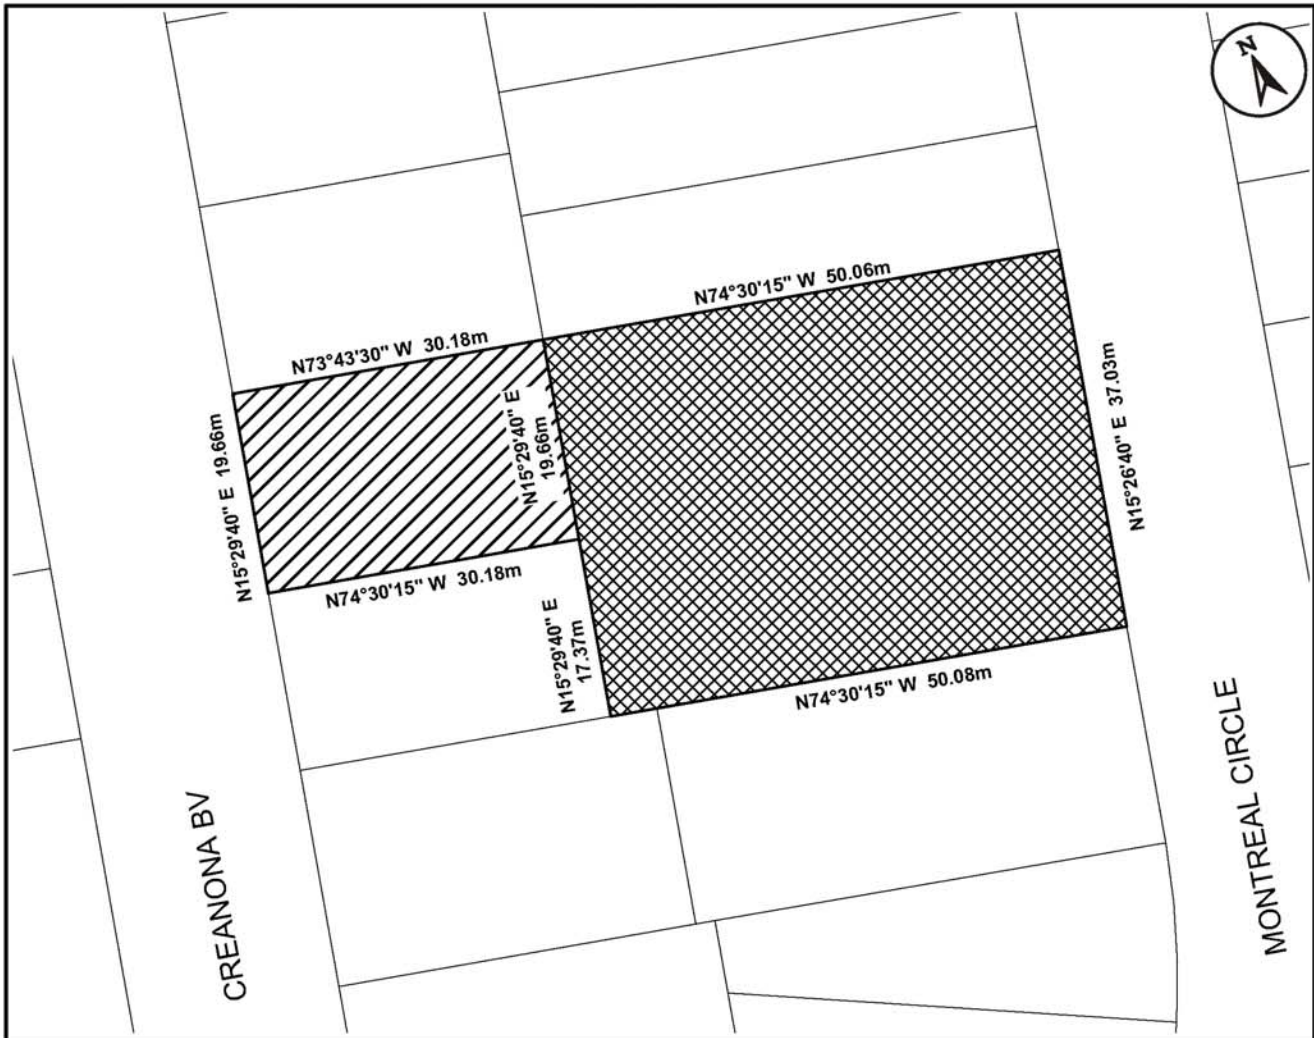 N
N74°30'15" W 50.06m
N73°43'30" W 30.18m
N15°29'40" E
19.66m
N15°29'40" E 19.66m
N15°26'40" E 37.03m
N74°30'15" W 30.18m
N15°29'40" E
17.37m
N74°30'15" W 50.08m
CREANONA BV
MONTREAL CIRCLE